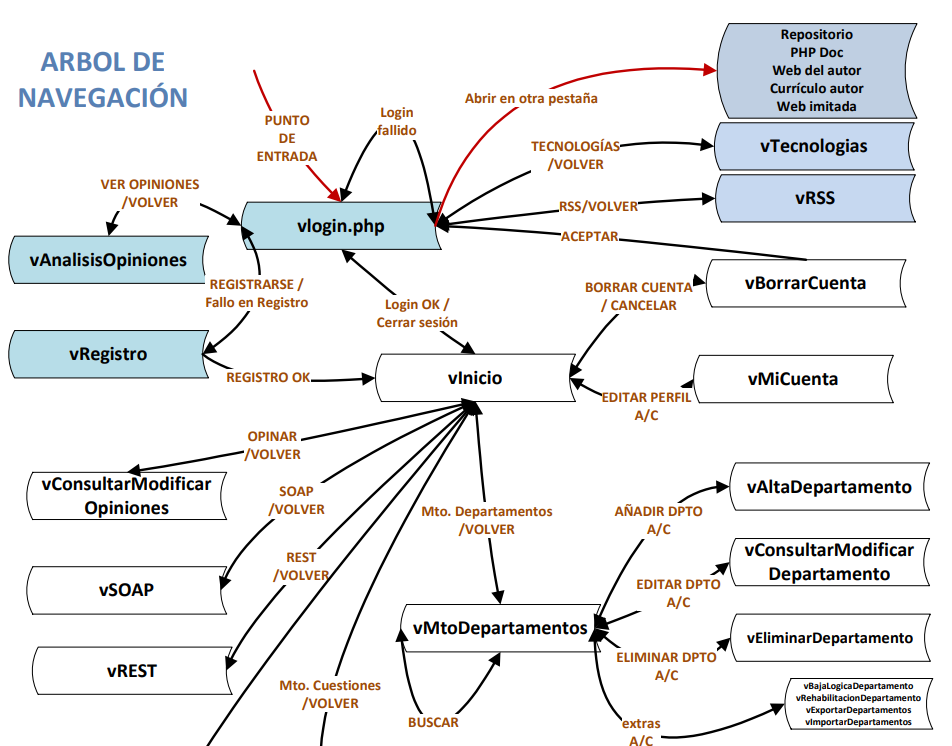 ARBOL DE
NAVEGACIÓN
PUNTO
DE
ENTRADA
Login
fallido
Abrir en otra pestaña
Repositorio
PHP Doc
Web del autor
Currículo autor
Web imitada
TECNOLOGÍAS
/VOLVER
vTecnologias
RSS/VOLVER
vRSS
VER OPINIONES
/VOLVER
vlogin.php
ACEPTAR
vAnalisisOpiniones
REGISTRARSE /
Fallo en Registro
Login OK /
Cerrar sesión
BORRAR CUENTA
/ CANCELAR
vBorrarCuenta
vRegistro
REGISTRO OK
vInicio
EDITAR PERFIL
A/C
vMiCuenta
OPINAR
/VOLVER
vConsultarModificar
Opiniones
SOAP
/VOLVER
Mto. Departamentos
/VOLVER
AÑADIR DPTO
A/C
vAltaDepartamento
REST
/VOLVER
vSOAP
EDITAR DPTO
A/C
vConsultarModificar
Departamento
vMtoDepartamentos
ELIMINAR DPTO
A/C
vEliminarDepartamento
vREST
Mto. Cuestiones
/VOLVER
BUSCAR
extras
A/C
vBajaLogicaDepartamento
vRehabilitacionDepartamento
vExportarDepartamentos
vImportarDepartamentos